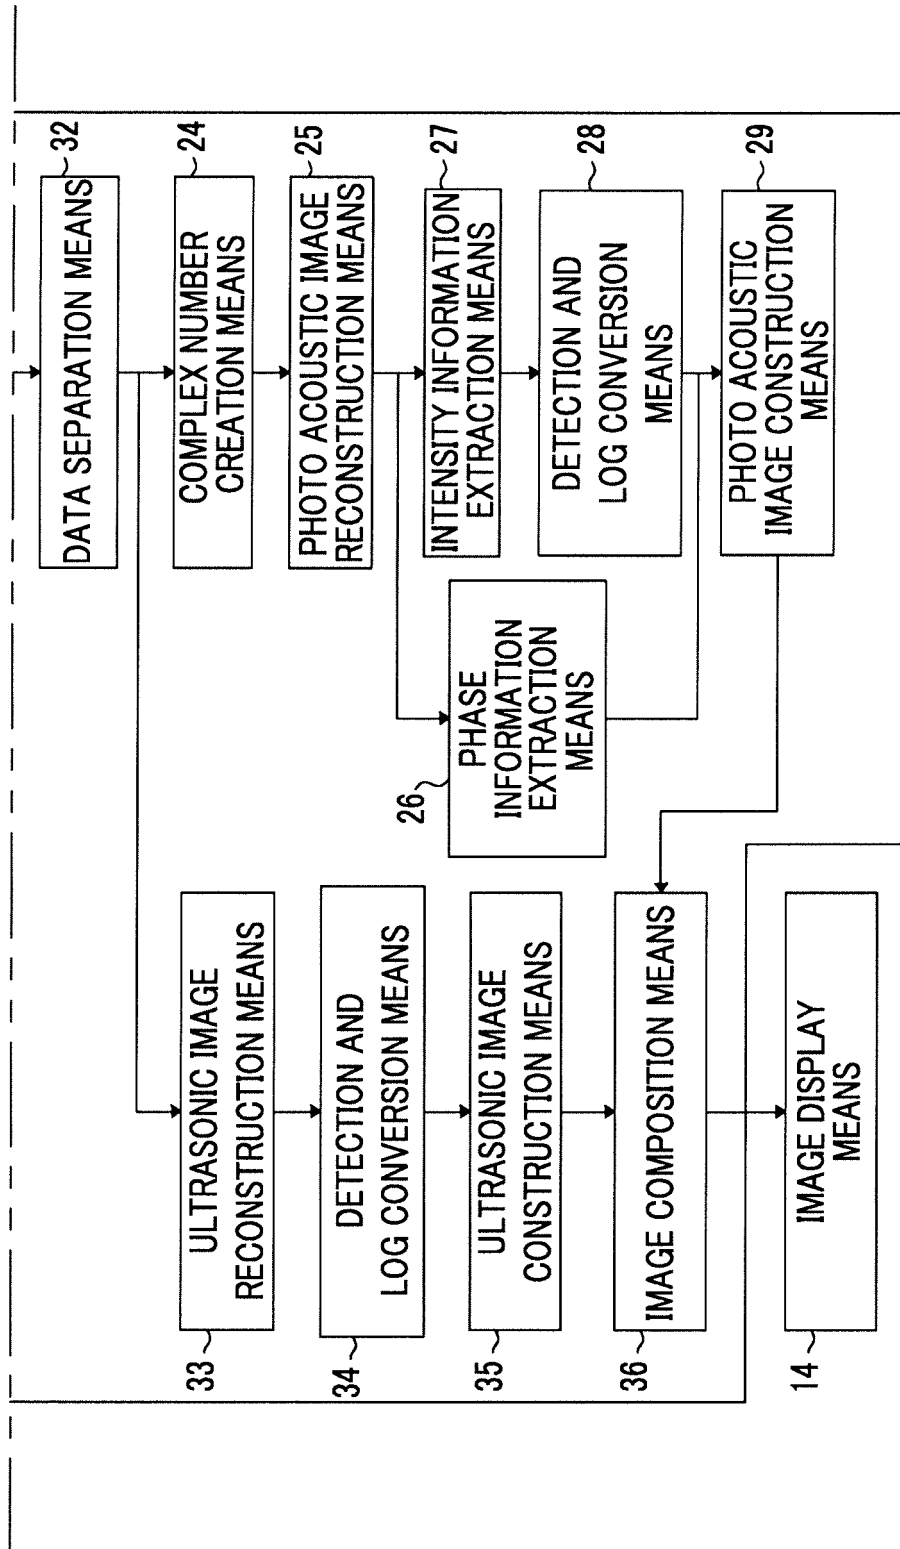 32
DATA SEPARATION MEANS
24
COMPLEX NUMBER
CREATION MEANS
25
PHOTO ACOUSTIC IMAGE
RECONSTRUCTION MEANS
27
INTENSITY INFORMATION
EXTRACTION MEANS
28
DETECTION AND
LOG CONVERSION
MEANS
29
PHOTO ACOUSTIC
IMAGE CONSTRUCTION
MEANS
26
PHASE
INFORMATION
EXTRACTION
MEANS
33
ULTRASONIC IMAGE
RECONSTRUCTION MEANS
34
DETECTION AND
LOG CONVERSION MEANS
35
ULTRASONIC IMAGE
CONSTRUCTION MEANS
36
IMAGE COMPOSITION MEANS
14
IMAGE DISPLAY
MEANS